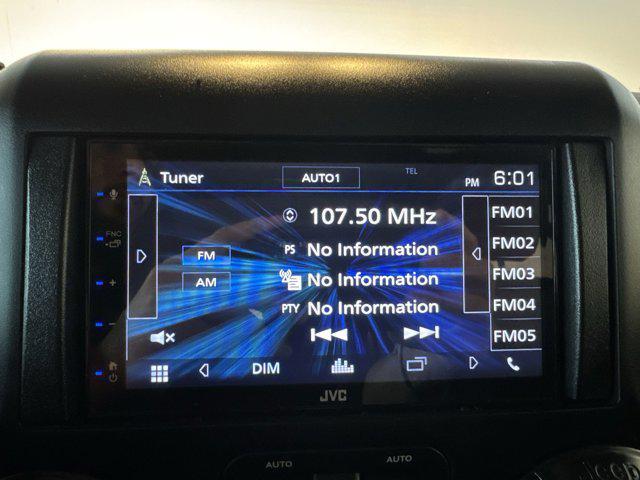 Tuner AUTO1 TEL PM 6:01
107.50 MHz FM01
PS No Information FM02
FM
No Information FM03
AM
PTY No Information FM04
FM05
DIM
FNC
JVC
AUTO AUTO
Jeep